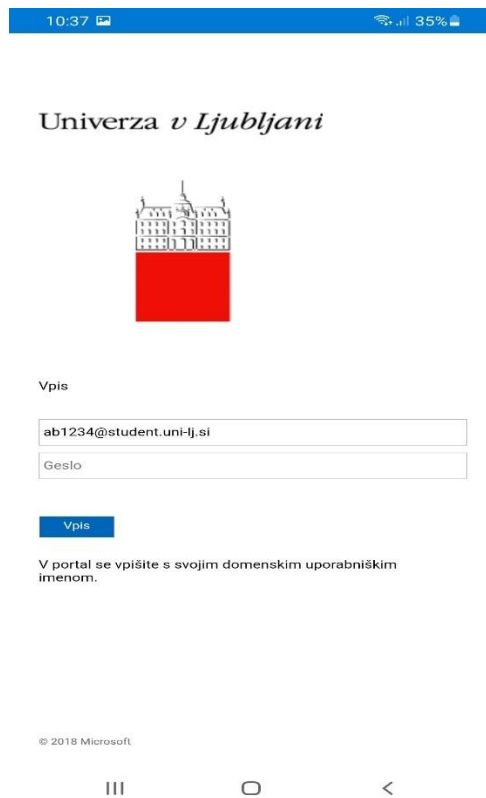 10:37 35%
Univerza v Ljubljani
Vpis
ab1234@student.uni-lj.si
Geslo
Vpis
V portal se vpišite s svojim domenskim uporabniškim
imenom.
© 2018 Microsoft